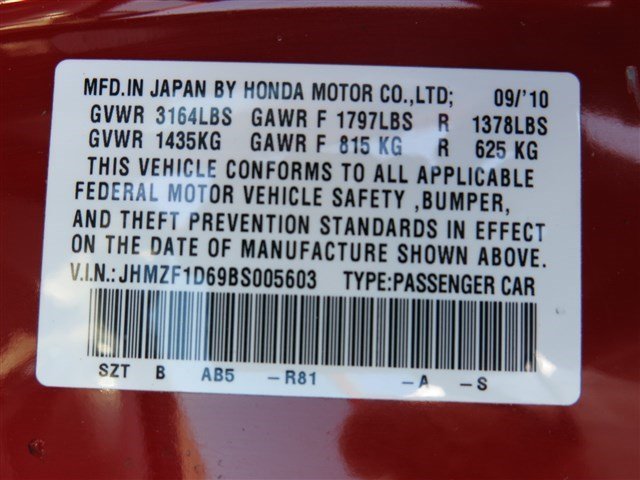 MFD.IN JAPAN BY HONDA MOTOR CO.,LTD; 09/'10
GVWR 3164LBS GAWR F 1797LBS R 1378LBS
GVWR 1435KG GAWR F 815 KG R 625 KG
THIS VEHICLE CONFORMS TO ALL APPLICABLE
FEDERAL MOTOR VEHICLE SAFETY ,BUMPER,
AND THEFT PREVENTION STANDARDS IN EFFECT
ON THE DATE OF MANUFACTURE SHOWN ABOVE.
V.I.N.:JHMZF1D69BS005603 TYPE:PASSENGER CAR
SZT B AB5 -R81 -A -S